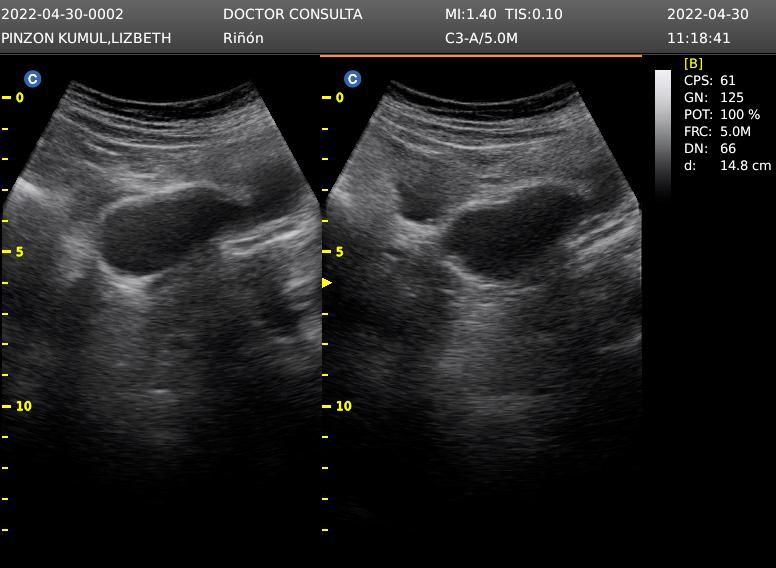 2022-04-30-0002 DOCTOR CONSULTA MI:1.40 TIS:0.10 2022-04-30
PINZON KUMUL,LIZBETH Riñón C3-A/5.0M 11:18:41
[B]
C C
0 0
CPS: 61
GN: 125
POT: 100 %
FRC: 5.0M
DN: 66
d: 14.8 cm
5 5
10 10